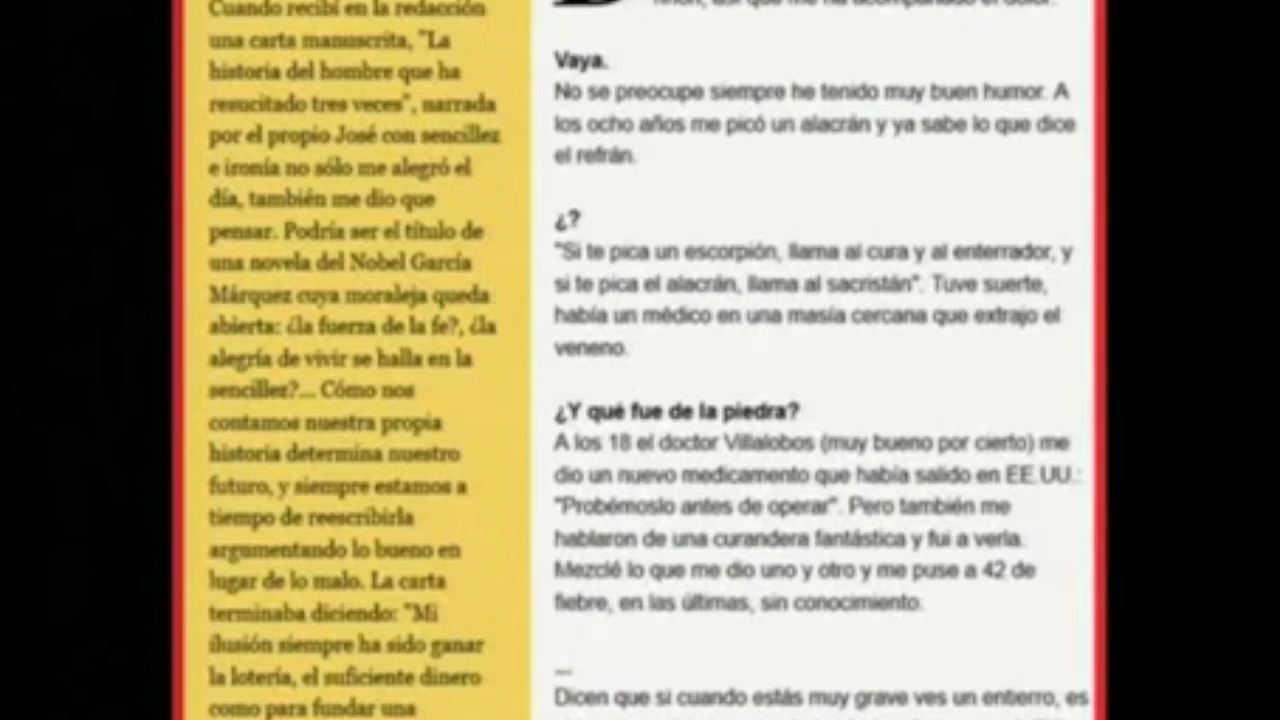 Cuando recibí en la redacción
una carta manuscrita, "La
historia del hombre que ha
resucitado tres veces", narrada
por el propio José con sencillez
e ironía no sólo me alegró el
día, también me dio que
pensar. Podría ser el título de
una novela del Nobel García
Márquez cuya moraleja queda
abierta: ¿la fuerza de la fe?, ¿la
alegría de vivir se halla en la
sencillez?... Cómo nos
contamos nuestra propia
historia determina nuestro
futuro, y siempre estamos a
tiempo de reescribirla
argumentando lo bueno en
lugar de lo malo. La carta
terminaba diciendo: "Mi
ilusión siempre ha sido ganar
la lotería, el suficiente dinero
como para fundar una
riñón, así que me ha acompañado el dolor.
Vaya.
No se preocupe siempre he tenido muy buen humor. A
los ocho años me picó un alacrán y ya sabe lo que dice
el refrán.
¿?
"Si te pica un escorpión, llama al cura y al enterrador, y
si te pica el alacrán, llama al sacristán". Tuve suerte,
había un médico en una masía cercana que extrajo el
veneno.
¿Y qué fue de la piedra?
A los 18 el doctor Villalobos (muy bueno por cierto) me
dio un nuevo medicamento que había salido en EE.UU.:
"Probémoslo antes de operar". Pero también me
hablaron de una curandera fantástica y fui a verla.
Mezclé lo que me dio uno y otro y me puse a 42 de
fiebre, en las últimas, sin conocimiento.
...
Dicen que si cuando estás muy grave ves un entierro, es